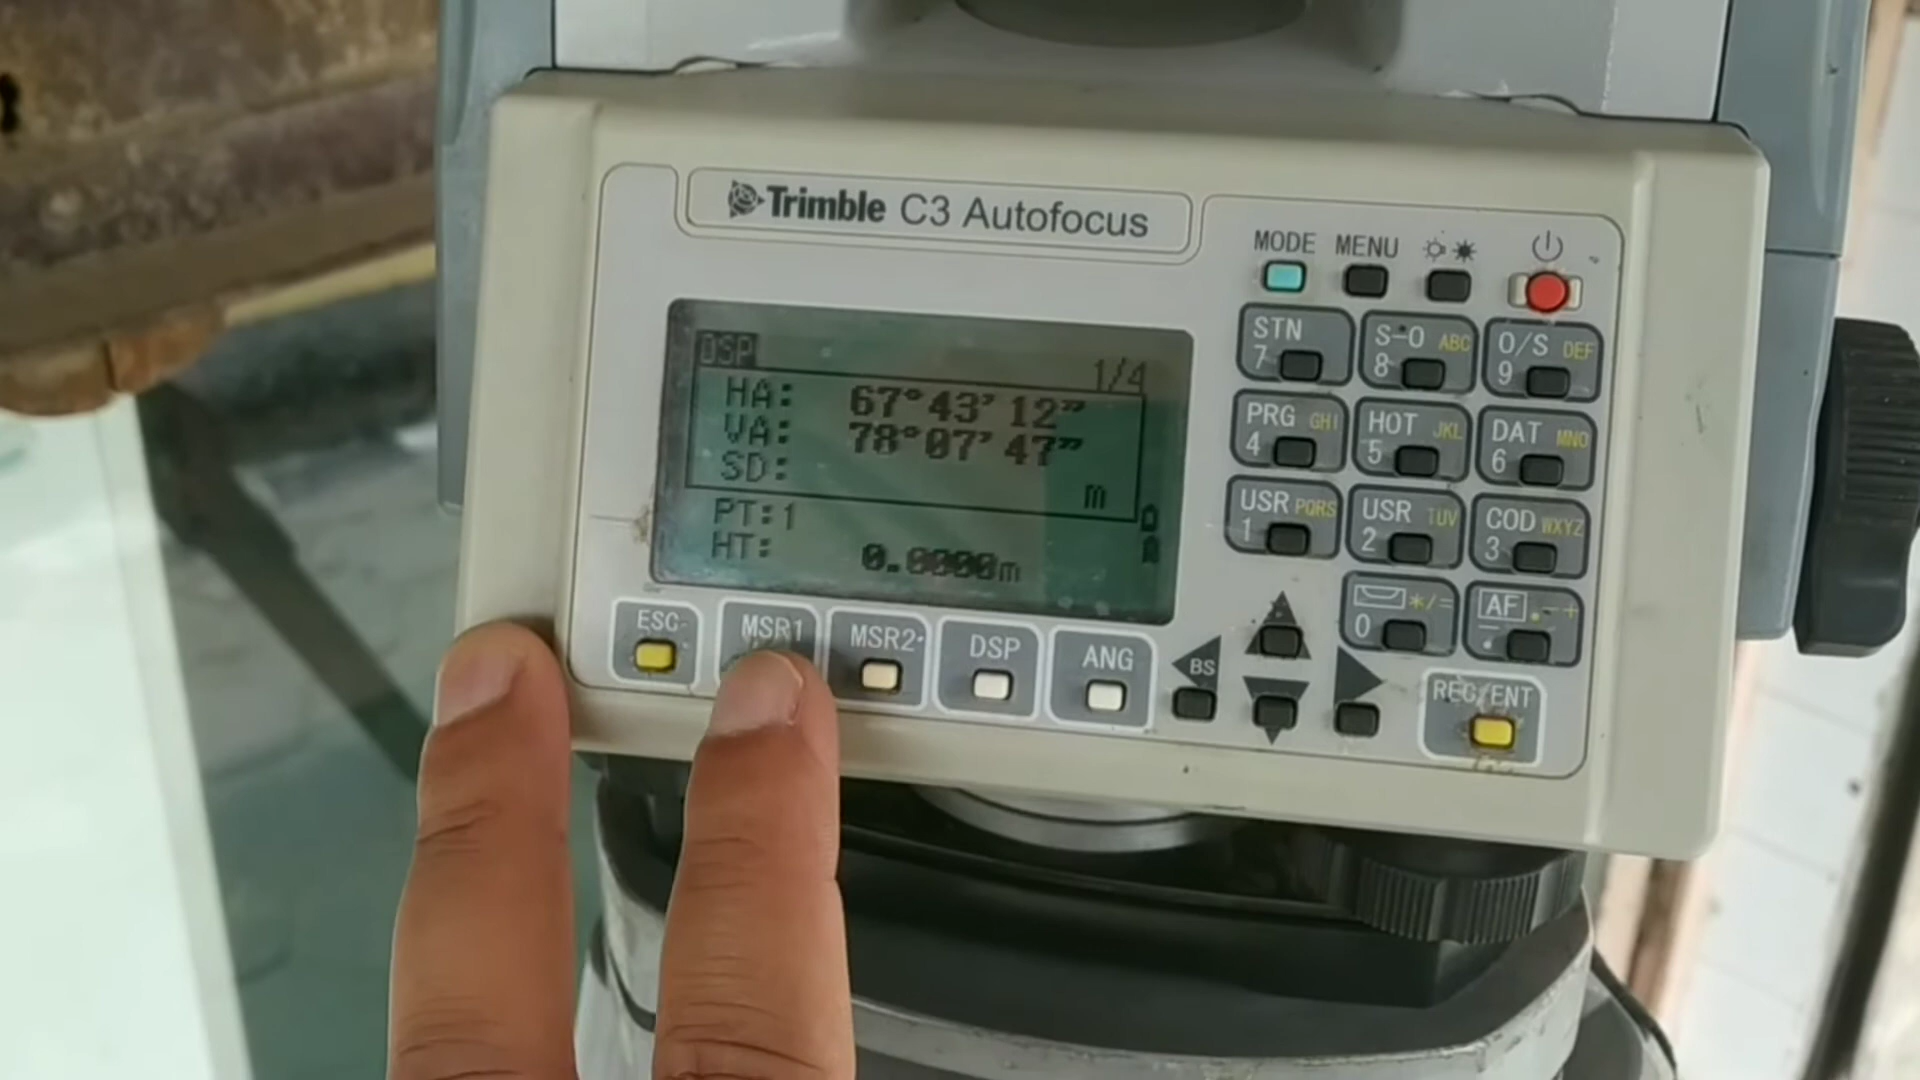 Trimble C3 Autofocus
MODE MENU
DSP
1/4
HA: 67°43'12"
VA: 78°07'47"
SD: m
PT:1
HT: 0.0000m
STN 7
S-O ABC 8
O/S DEF 9
PRG GHI 4
HOT JKL 5
DAT MNO 6
USR PQRS 1
USR TUV 2
COD WXYZ 3
*/= 0
AF .-+
ESC MSR1 MSR2 DSP ANG
BS
REC/ENT